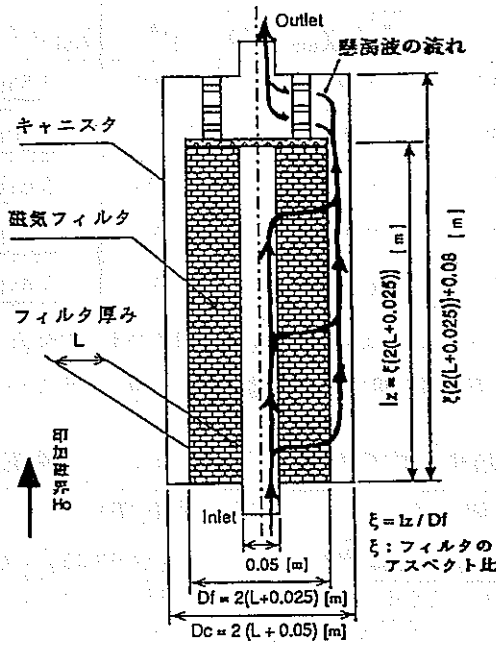 Outlet
懸濁液の流れ
キャニスタ
磁気フィルタ
フィルタ厚み
L
印加磁場
lz = ξ{2(L+0.025)} [m]
ξ{2(L+0.025)}+0.08 [m]
Inlet
0.05 [m]
Df = 2(L+0.025) [m]
Dc = 2(L + 0.05) [m]
ξ = lz / Df
ξ : フィルタの
アスペクト比